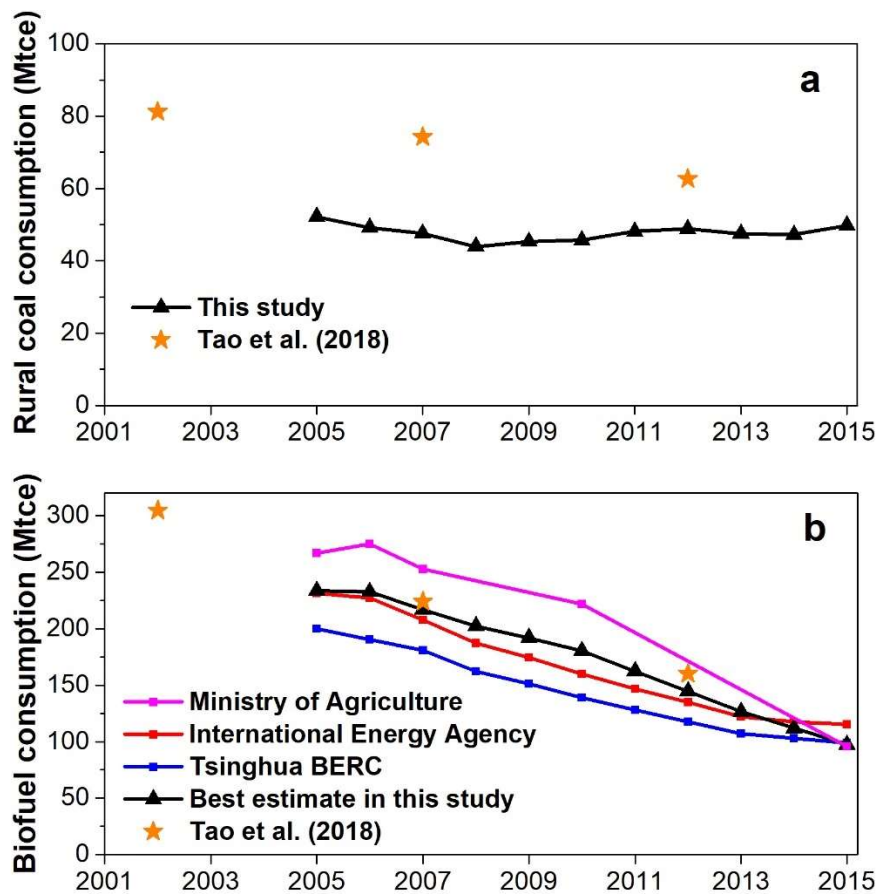 Rural coal consumption (Mtce)
100
80
60
40
20
0
a
This study
Tao et al. (2018)
2001 2003 2005 2007 2009 2011 2013 2015
Biofuel consumption (Mtce)
300
250
200
150
100
50
0
b
Ministry of Agriculture
International Energy Agency
Tsinghua BERC
Best estimate in this study
Tao et al. (2018)
2001 2003 2005 2007 2009 2011 2013 2015